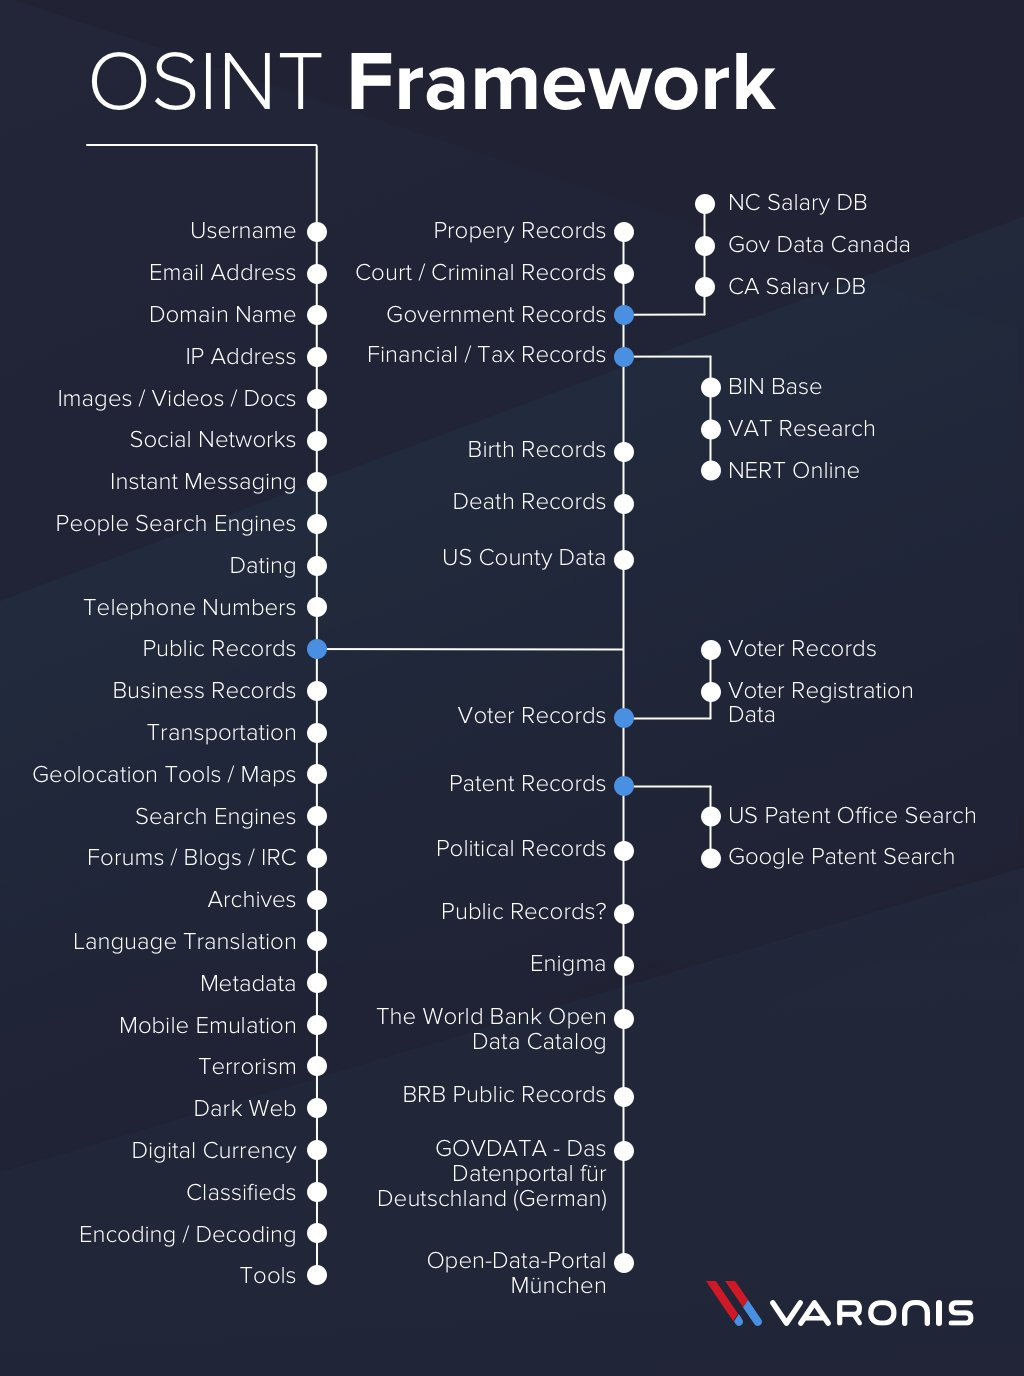 OSINT Framework
Username
Email Address
Domain Name
IP Address
Images / Videos / Docs
Social Networks
Instant Messaging
People Search Engines
Dating
Telephone Numbers
Public Records
Business Records
Transportation
Geolocation Tools / Maps
Search Engines
Forums / Blogs / IRC
Archives
Language Translation
Metadata
Mobile Emulation
Terrorism
Dark Web
Digital Currency
Classifieds
Encoding / Decoding
Tools
Propery Records
Court / Criminal Records
Government Records
Financial / Tax Records
Birth Records
Death Records
US County Data
Voter Records
Patent Records
Political Records
Public Records?
Enigma
The World Bank Open
Data Catalog
BRB Public Records
GOVDATA - Das
Datenportal für
Deutschland (German)
Open-Data-Portal
München
NC Salary DB
Gov Data Canada
CA Salary DB
BIN Base
VAT Research
NERT Online
Voter Records
Voter Registration
Data
US Patent Office Search
Google Patent Search
VARONIS